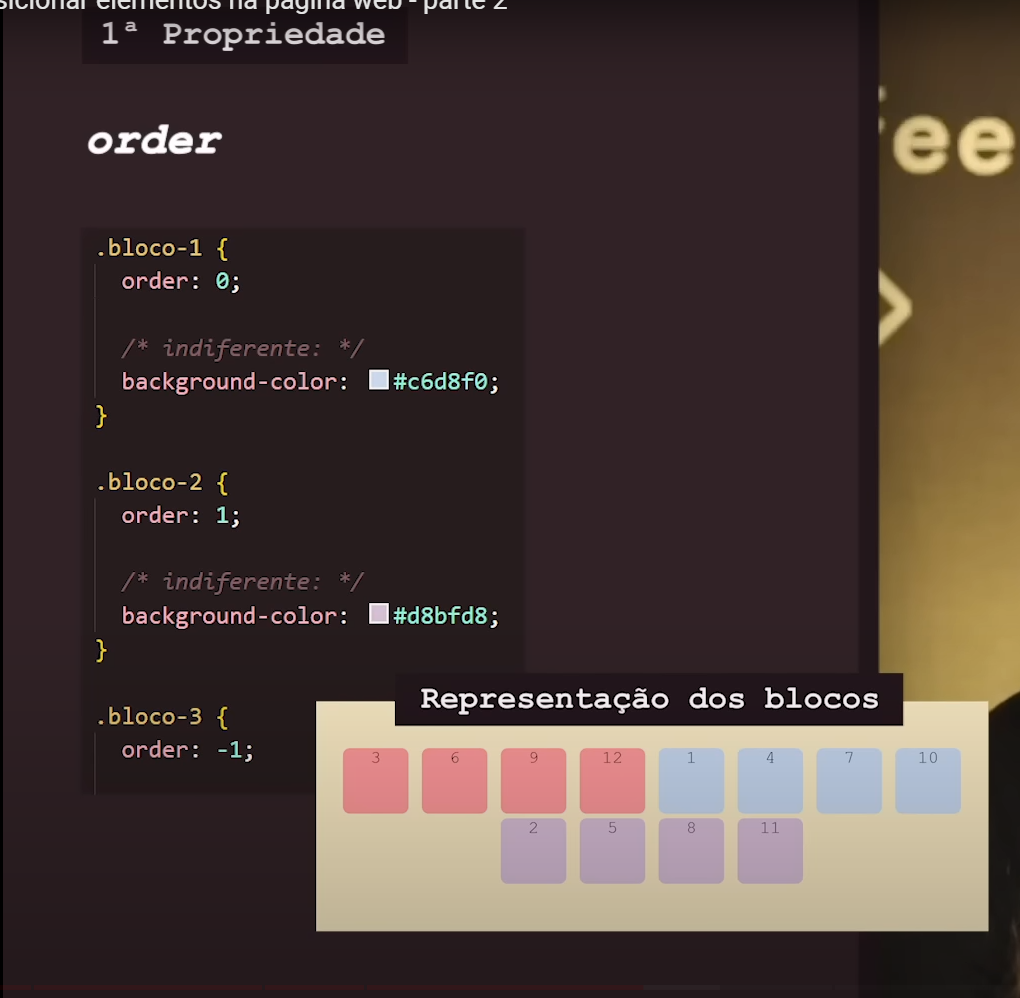 elementos na página web - parte 2
1ª Propriedade
order
.bloco-1 {
order: 0;
/* indiferente: */
background-color: #c6d8f0;
}
.bloco-2 {
order: 1;
/* indiferente: */
background-color: #d8bfd8;
}
.bloco-3 {
order: -1;
Representação dos blocos
3 6 9 12 1 4 7 10
2 5 8 11